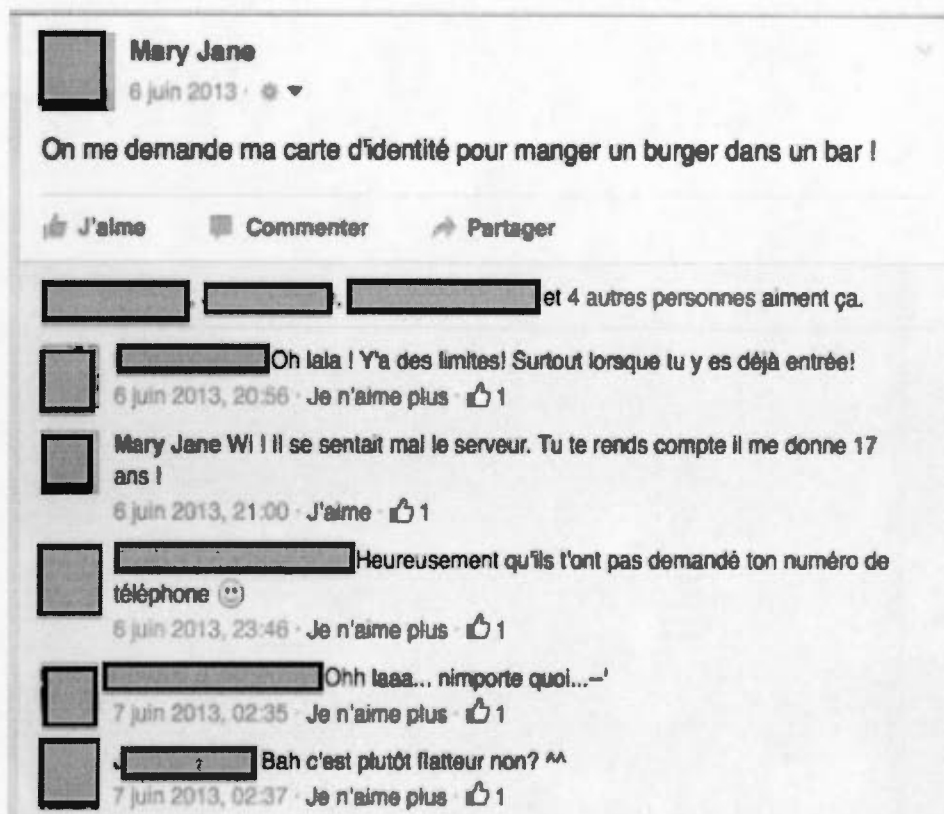 Mary Jane
6 juin 2013 ·
On me demande ma carte d'identité pour manger un burger dans un bar !
J'aime Commenter Partager
, , et 4 autres personnes aiment ça.
Oh lala ! Y'a des limites! Surtout lorsque tu y es déjà entrée!
6 juin 2013, 20:56 · Je n'aime plus · 1
Mary Jane Wi ! Il se sentait mal le serveur. Tu te rends compte il me donne 17
ans !
6 juin 2013, 21:00 · J'aime · 1
Heureusement qu'ils t'ont pas demandé ton numéro de
téléphone
6 juin 2013, 23:46 · Je n'aime plus · 1
Ohh laaa... nimporte quoi...–'
7 juin 2013, 02:35 · Je n'aime plus · 1
J ? Bah c'est plutôt flatteur non? ^^
7 juin 2013, 02:37 · Je n'aime plus · 1